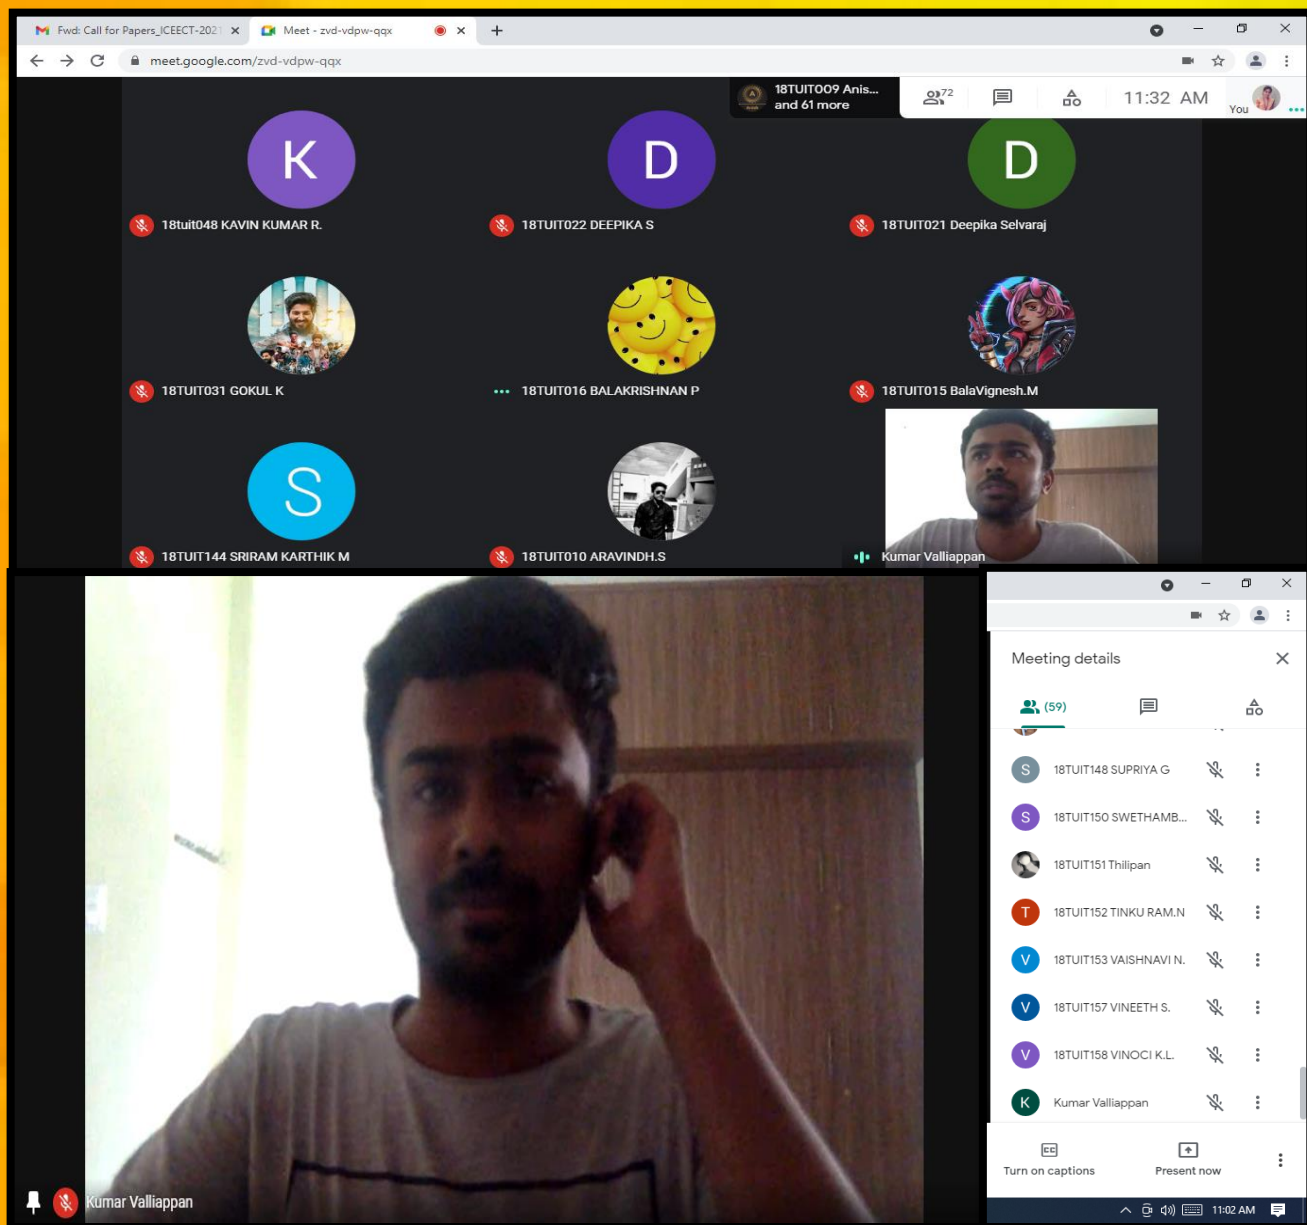 Fwd: Call for Papers_ICEECT-2021
Meet - zvd-vdpw-qqx
meet.google.com/zvd-vdpw-qqx
18TUIT009 Anis...
and 61 more
72
11:32 AM
You
K
D
D
18tuit048 KAVIN KUMAR R.
18TUIT022 DEEPIKA S
18TUIT021 Deepika Selvaraj
18TUIT031 GOKUL K
18TUIT016 BALAKRISHNAN P
18TUIT015 BalaVignesh.M
S
18TUIT144 SRIRAM KARTHIK M
18TUIT010 ARAVINDH.S
Kumar Valliappan
Kumar Valliappan
Meeting details
(59)
S
18TUIT148 SUPRIYA G
S
18TUIT150 SWETHAMB...
18TUIT151 Thilipan
T
18TUIT152 TINKU RAM.N
V
18TUIT153 VAISHNAVI N.
V
18TUIT157 VINEETH S.
V
18TUIT158 VINOCI K.L.
K
Kumar Valliappan
CC
Turn on captions
Present now
11:02 AM